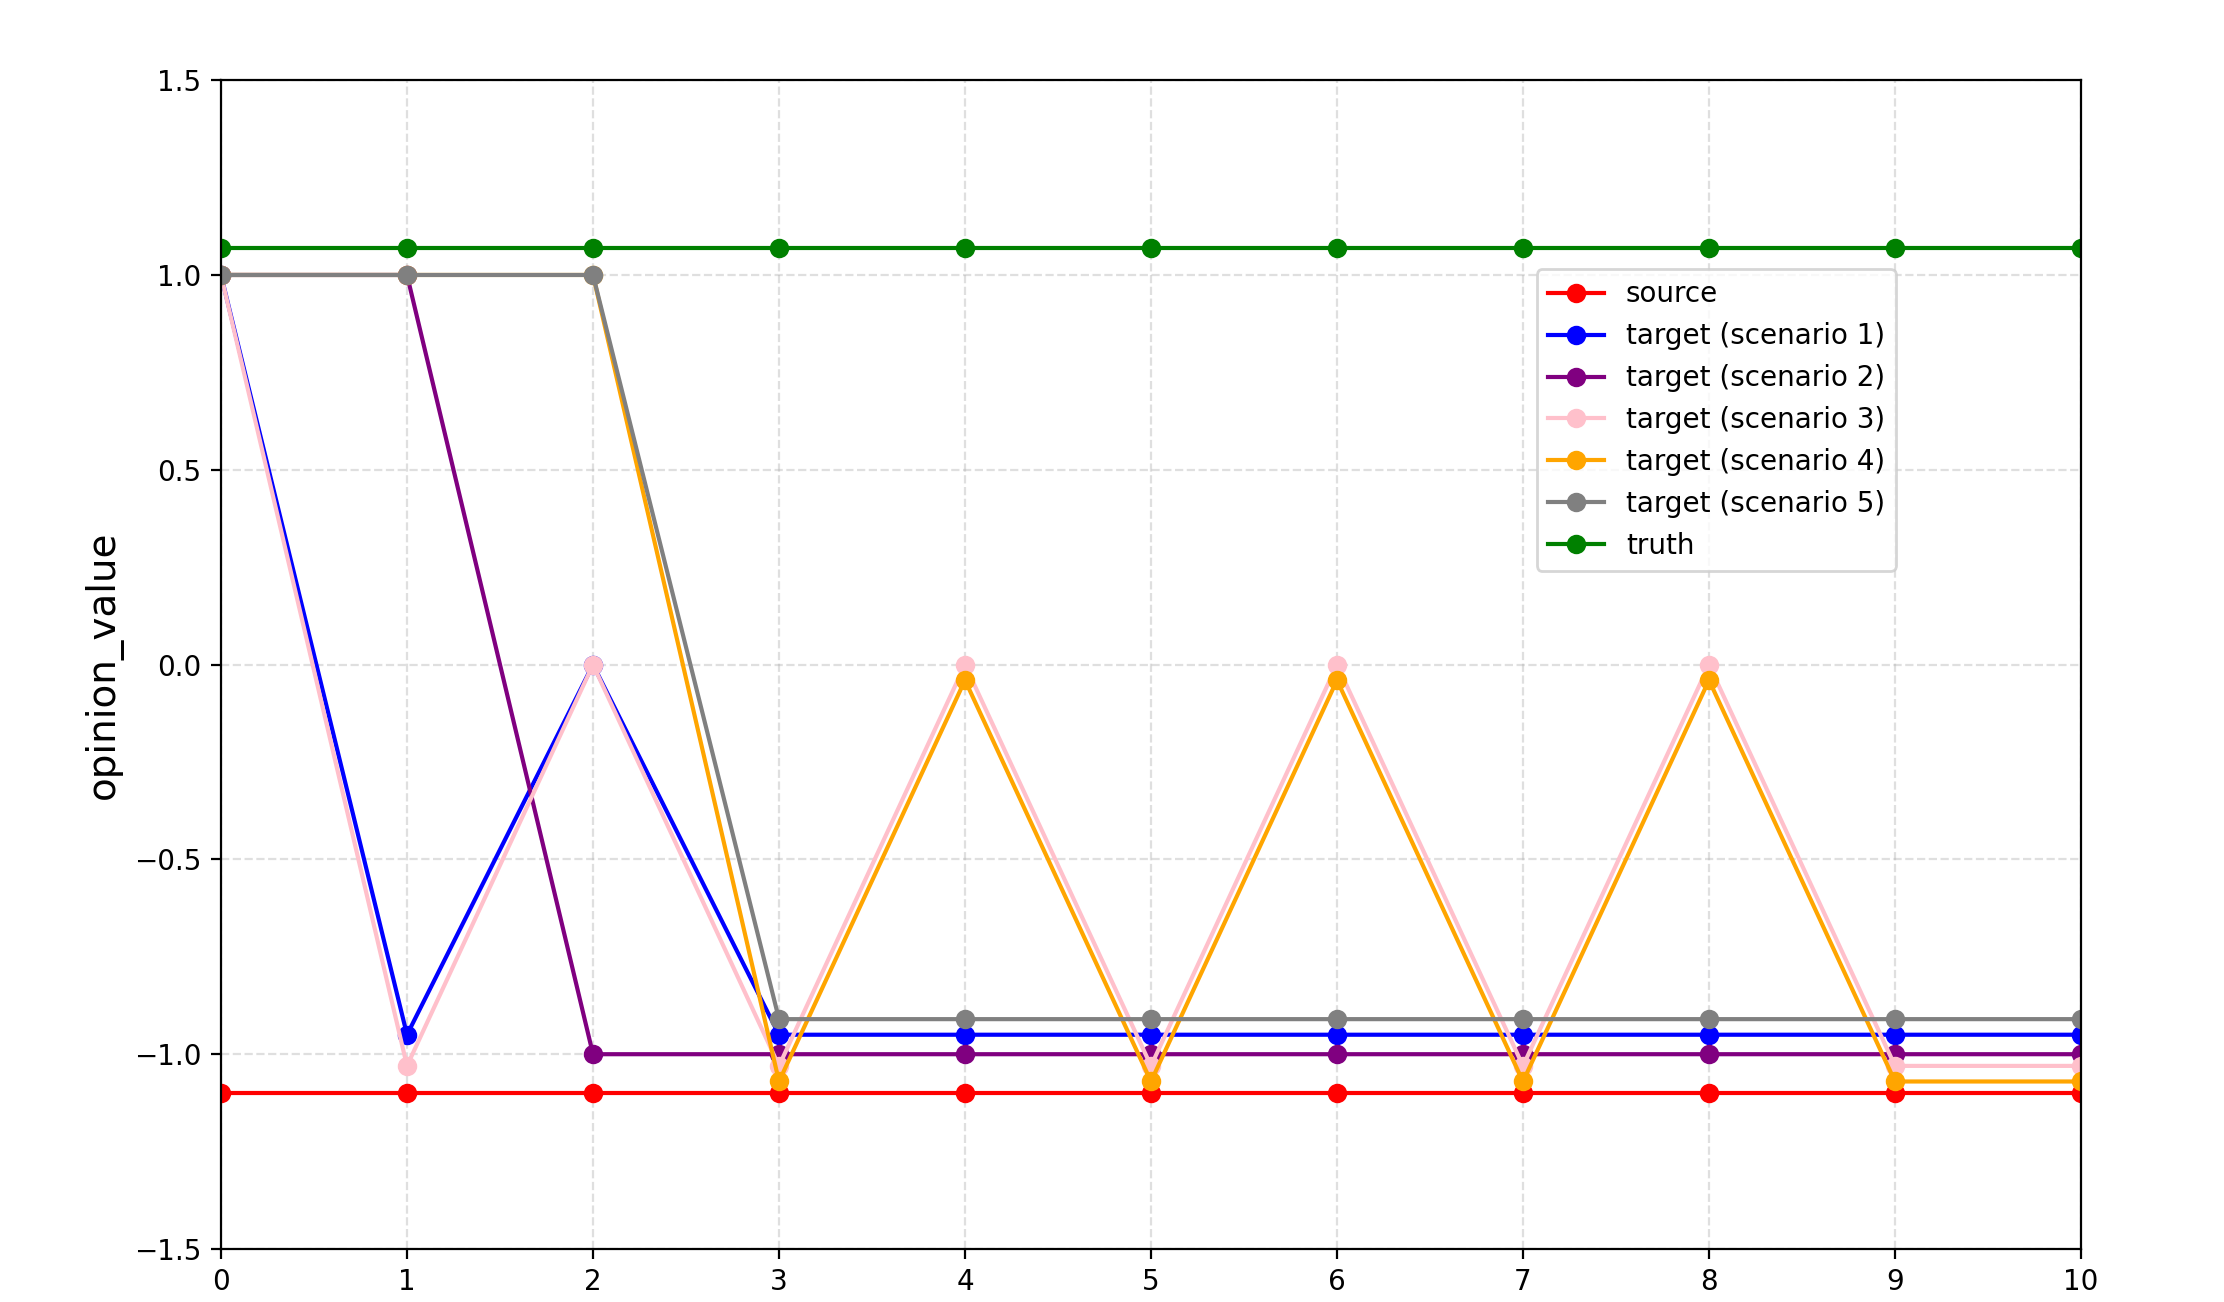 1.5
1.0
0.5
0.0
−0.5
−1.0
−1.5
opinion_value
source
target (scenario 1)
target (scenario 2)
target (scenario 3)
target (scenario 4)
target (scenario 5)
truth
0 1 2 3 4 5 6 7 8 9 10